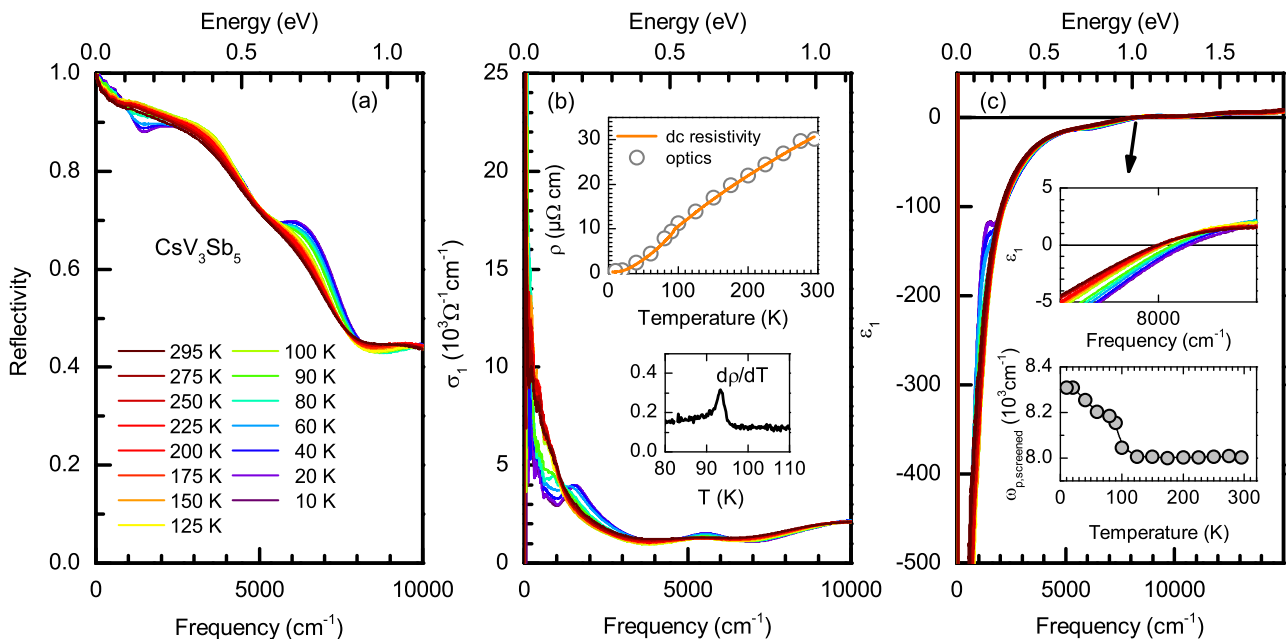 Energy (eV)
0.0 0.5 1.0
1.0
0.8
0.6
0.4
0.2
0.0
Reflectivity
(a)
CsV3Sb5
295 K
275 K
250 K
225 K
200 K
175 K
150 K
125 K
100 K
90 K
80 K
60 K
40 K
20 K
10 K
0 5000 10000
Frequency (cm-1)
Energy (eV)
0.0 0.5 1.0
25
20
15
10
5
0
σ1 (10³Ω-1cm-1)
(b)
30
20
10
0
ρ (μΩ cm)
dc resistivity
optics
0 100 200 300
Temperature (K)
0.4
0.2
0.0
dρ/dT
80 90 100 110
T (K)
0 5000 10000
Frequency (cm-1)
Energy (eV)
0.0 0.5 1.0 1.5
0
-100
-200
-300
-400
-500
ε1
(c)
5
0
-5
ε1
8000
Frequency (cm-1)
8.4
8.2
8.0
ωp,screened (10³cm-1)
0 100 200 300
Temperature (K)
0 5000 10000
Frequency (cm-1)